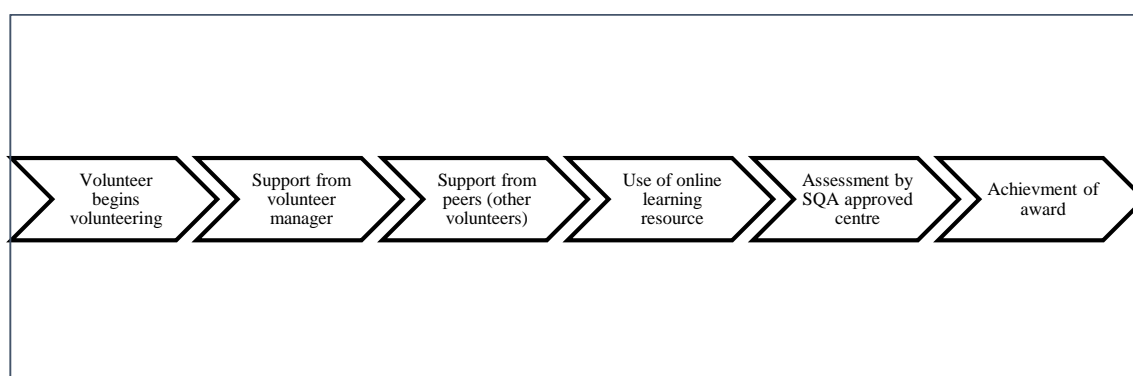 Volunteer
begins
volunteering
Support from
volunteer
manager
Support from
peers (other
volunteers)
Use of online
learning
resource
Assessment by
SQA approved
centre
Achievment of
award